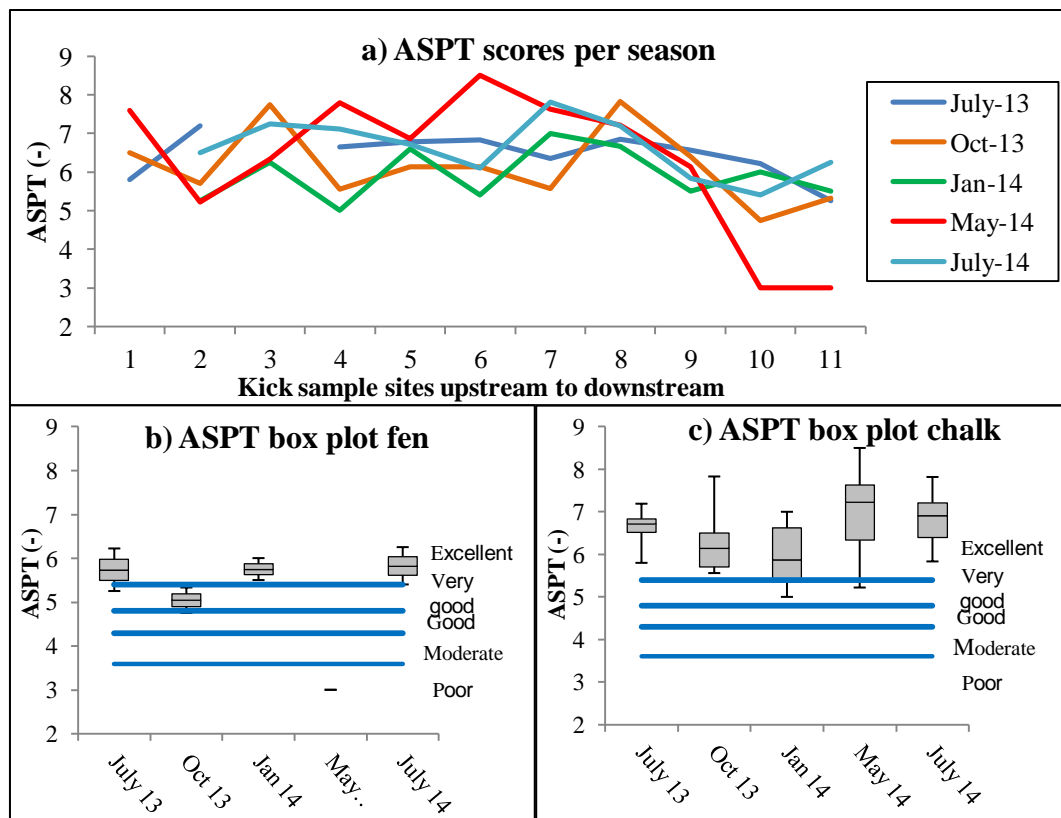 a) ASPT scores per season
9
8
7
6
5
4
3
2
ASPT (-)
1 2 3 4 5 6 7 8 9 10 11
Kick sample sites upstream to downstream
July-13
Oct-13
Jan-14
May-14
July-14
b) ASPT box plot fen
9
8
7
6
5
4
3
2
ASPT (-)
Excellent
Very
good
Good
Moderate
Poor
July 13
Oct 13
Jan 14
May..
July 14
c) ASPT box plot chalk
9
8
7
6
5
4
3
2
ASPT (-)
Excellent
Very
good
Good
Moderate
Poor
July 13
Oct 13
Jan 14
May 14
July 14